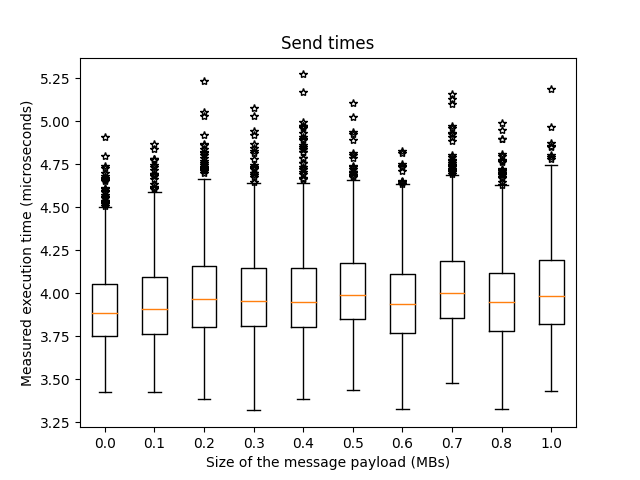 Send times
Measured execution time (microseconds)
5.25
5.00
4.75
4.50
4.25
4.00
3.75
3.50
3.25
0.0 0.1 0.2 0.3 0.4 0.5 0.6 0.7 0.8 1.0
Size of the message payload (MBs)